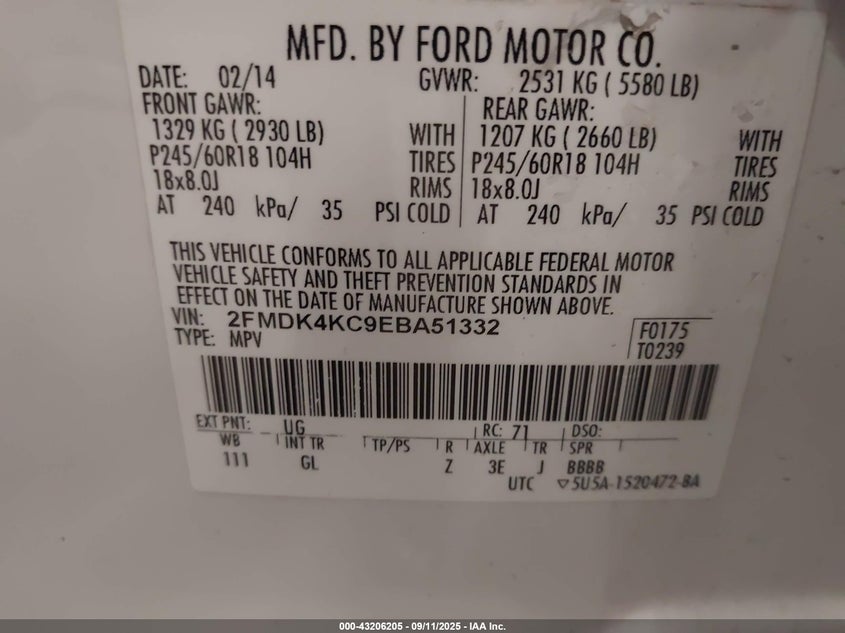 MFD. BY FORD MOTOR CO.
DATE: 02/14 GVWR: 2531 KG ( 5580 LB)
FRONT GAWR: REAR GAWR:
1329 KG ( 2930 LB) WITH 1207 KG ( 2660 LB) WITH
P245/60R18 104H TIRES P245/60R18 104H TIRES
18x8.0J RIMS 18x8.0J RIMS
AT 240 kPa/ 35 PSI COLD AT 240 kPa/ 35 PSI COLD
THIS VEHICLE CONFORMS TO ALL APPLICABLE FEDERAL MOTOR
VEHICLE SAFETY AND THEFT PREVENTION STANDARDS IN
EFFECT ON THE DATE OF MANUFACTURE SHOWN ABOVE.
VIN: 2FMDK4KC9EBA51332 F0175
TYPE: MPV T0239
EXT PNT: UG RC: 71 DSO:
WB INT TR TP/PS R AXLE TR SPR
111 GL Z 3E J BBBB
UTC ▽5U5A-1520472-BA
000-43206205 - 09/11/2025 - IAA Inc.